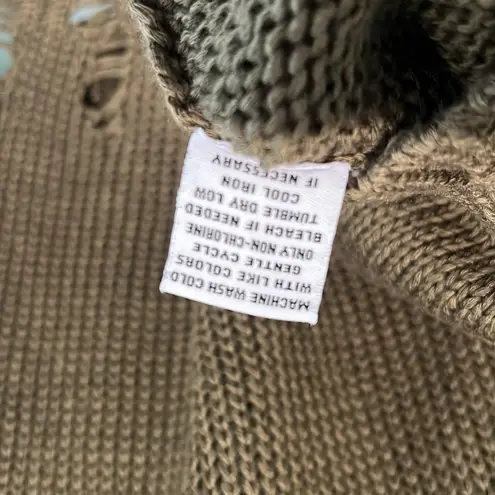 MACHINE WASH COLD
WITH LIKE COLORS
GENTLE CYCLE
ONLY NON-CHLORINE
BLEACH IF NEEDED
TUMBLE DRY LOW
COOL IRON
IF NECESSARY